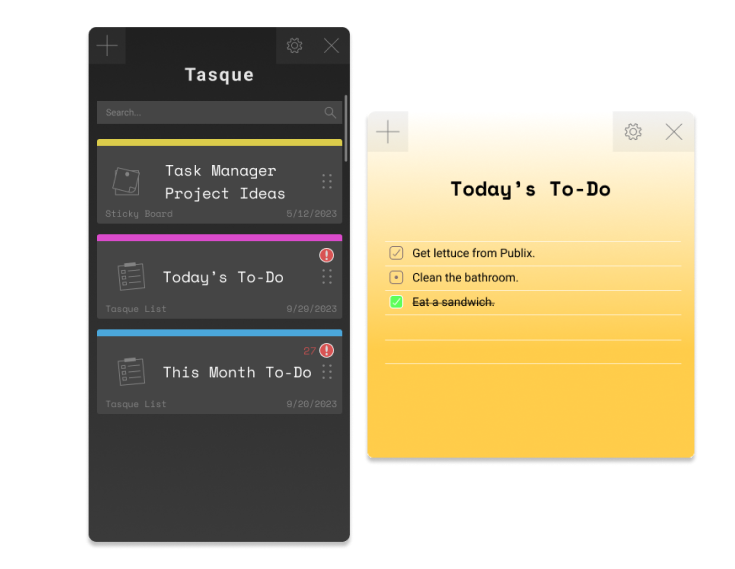 Tasque
Search...
Task Manager
Project Ideas
Sticky Board
5/12/2023
Today's To-Do
Tasque List
9/29/2023
27
This Month To-Do
Tasque List
9/20/2023
Today's To-Do
Get lettuce from Publix.
Clean the bathroom.
Eat a sandwich.